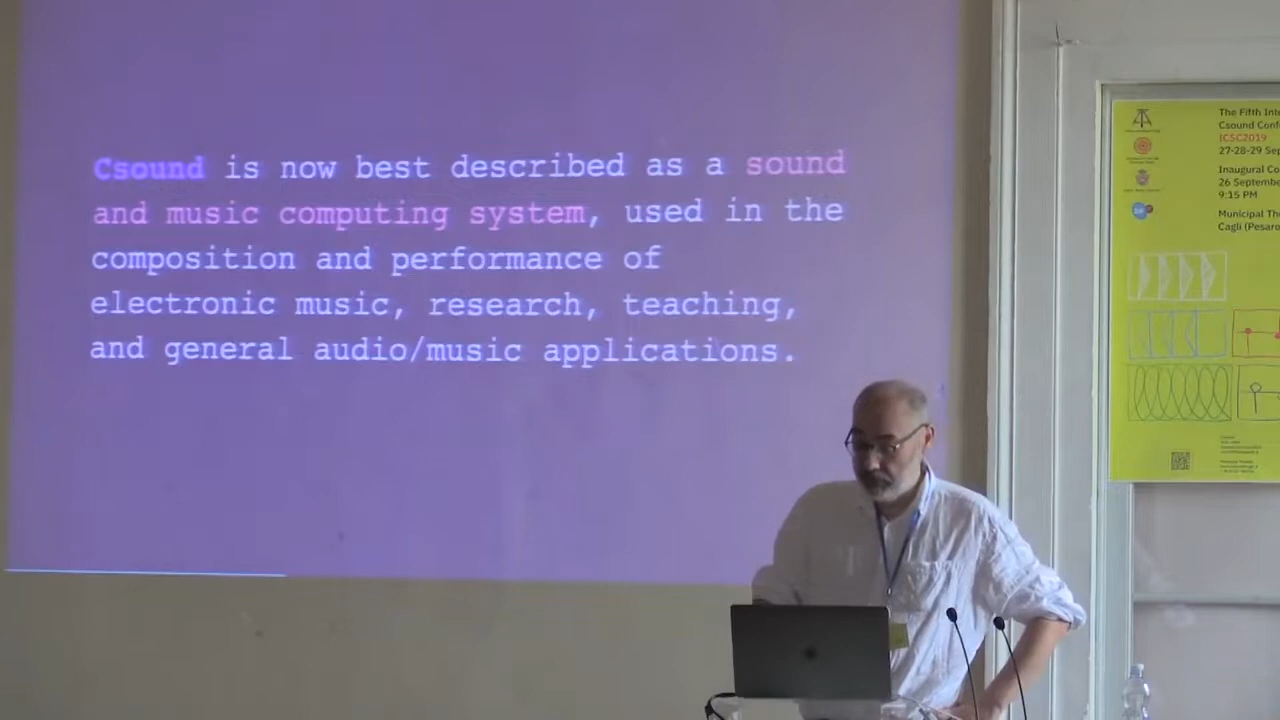 Csound is now best described as a sound
and music computing system, used in the
composition and performance of
electronic music, research, teaching,
and general audio/music applications.
The Fifth Int
Csound Conf
ICSC2019
27-28-29 Sep
Inaugural Co
26 Septembe
9:15 PM
Municipal The
Cagli (Pesaro